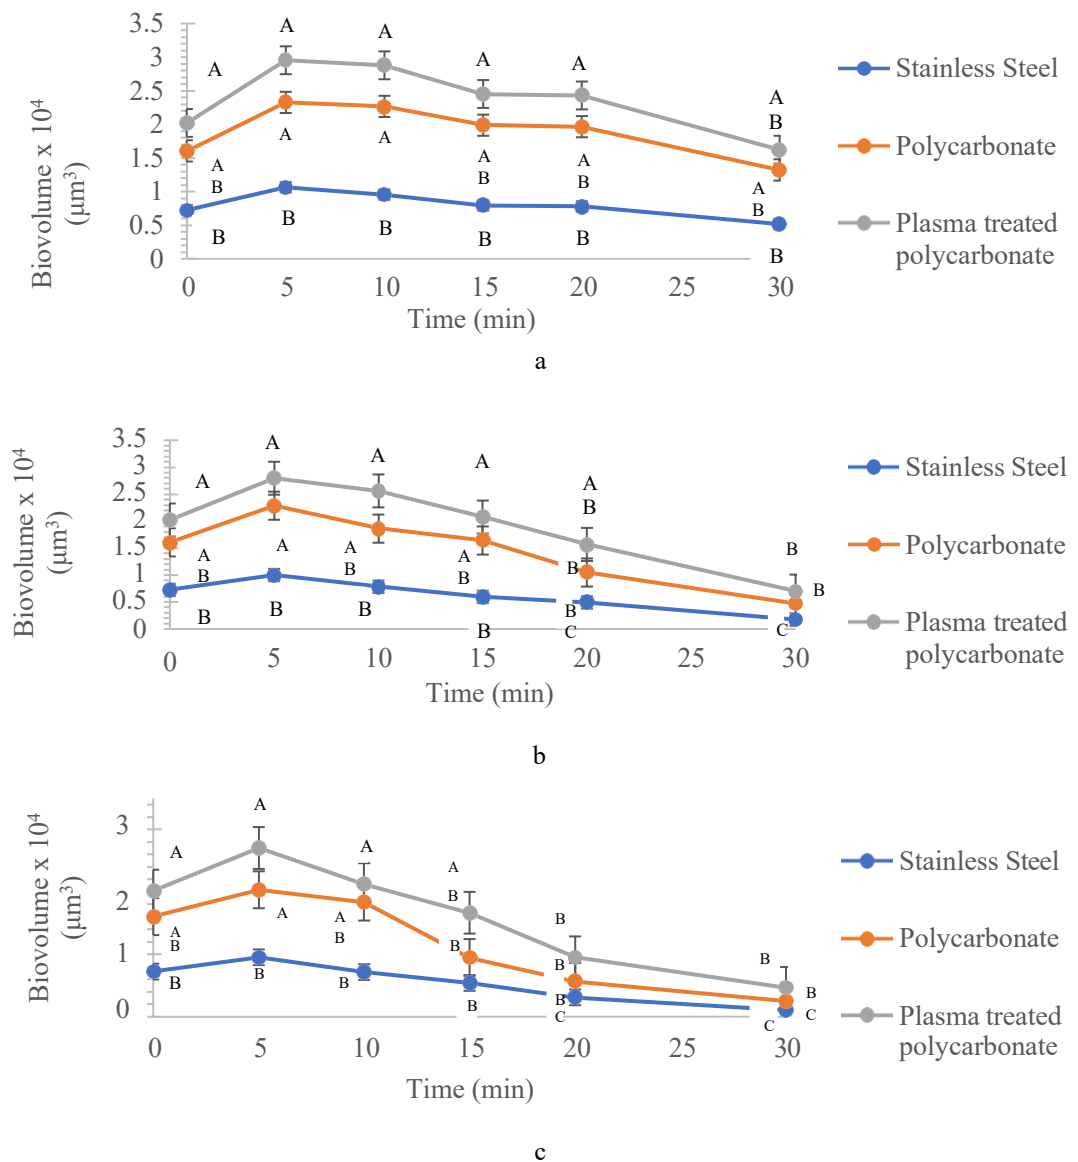 3.5
3
2.5
2
1.5
1
0.5
0
Biovolume x 10⁴
(μm³)
A
A
A
A
A
A
B
A
B
A
A
A
B
A
B
A
B
B
B
B
B
B
B
0
5
10
15
20
25
30
Time (min)
Stainless Steel
Polycarbonate
Plasma treated
polycarbonate
a
3.5
3
2.5
2
1.5
1
0.5
0
Biovolume x 10⁴
(μm³)
A
A
A
A
A
B
B
A
B
A
A
B
A
B
B
B
B
B
B
B
B
C
C
0
5
10
15
20
25
30
Time (min)
Stainless Steel
Polycarbonate
Plasma treated
polycarbonate
b
3
2
1
0
Biovolume x 10⁴
(μm³)
A
A
A
A
B
B
B
A
B
A
A
B
B
B
B
C
B
B
B
B
B
C
C
0
5
10
15
20
25
30
Time (min)
Stainless Steel
Polycarbonate
Plasma treated
polycarbonate
c